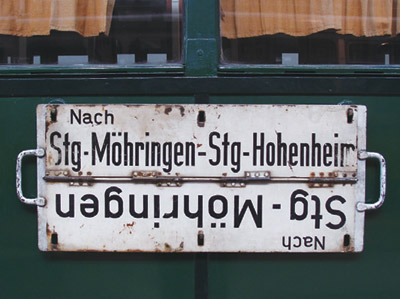 Nach
Stg-Möhringen-Stg-Hohenheim
Nach
Stg-Möhringen